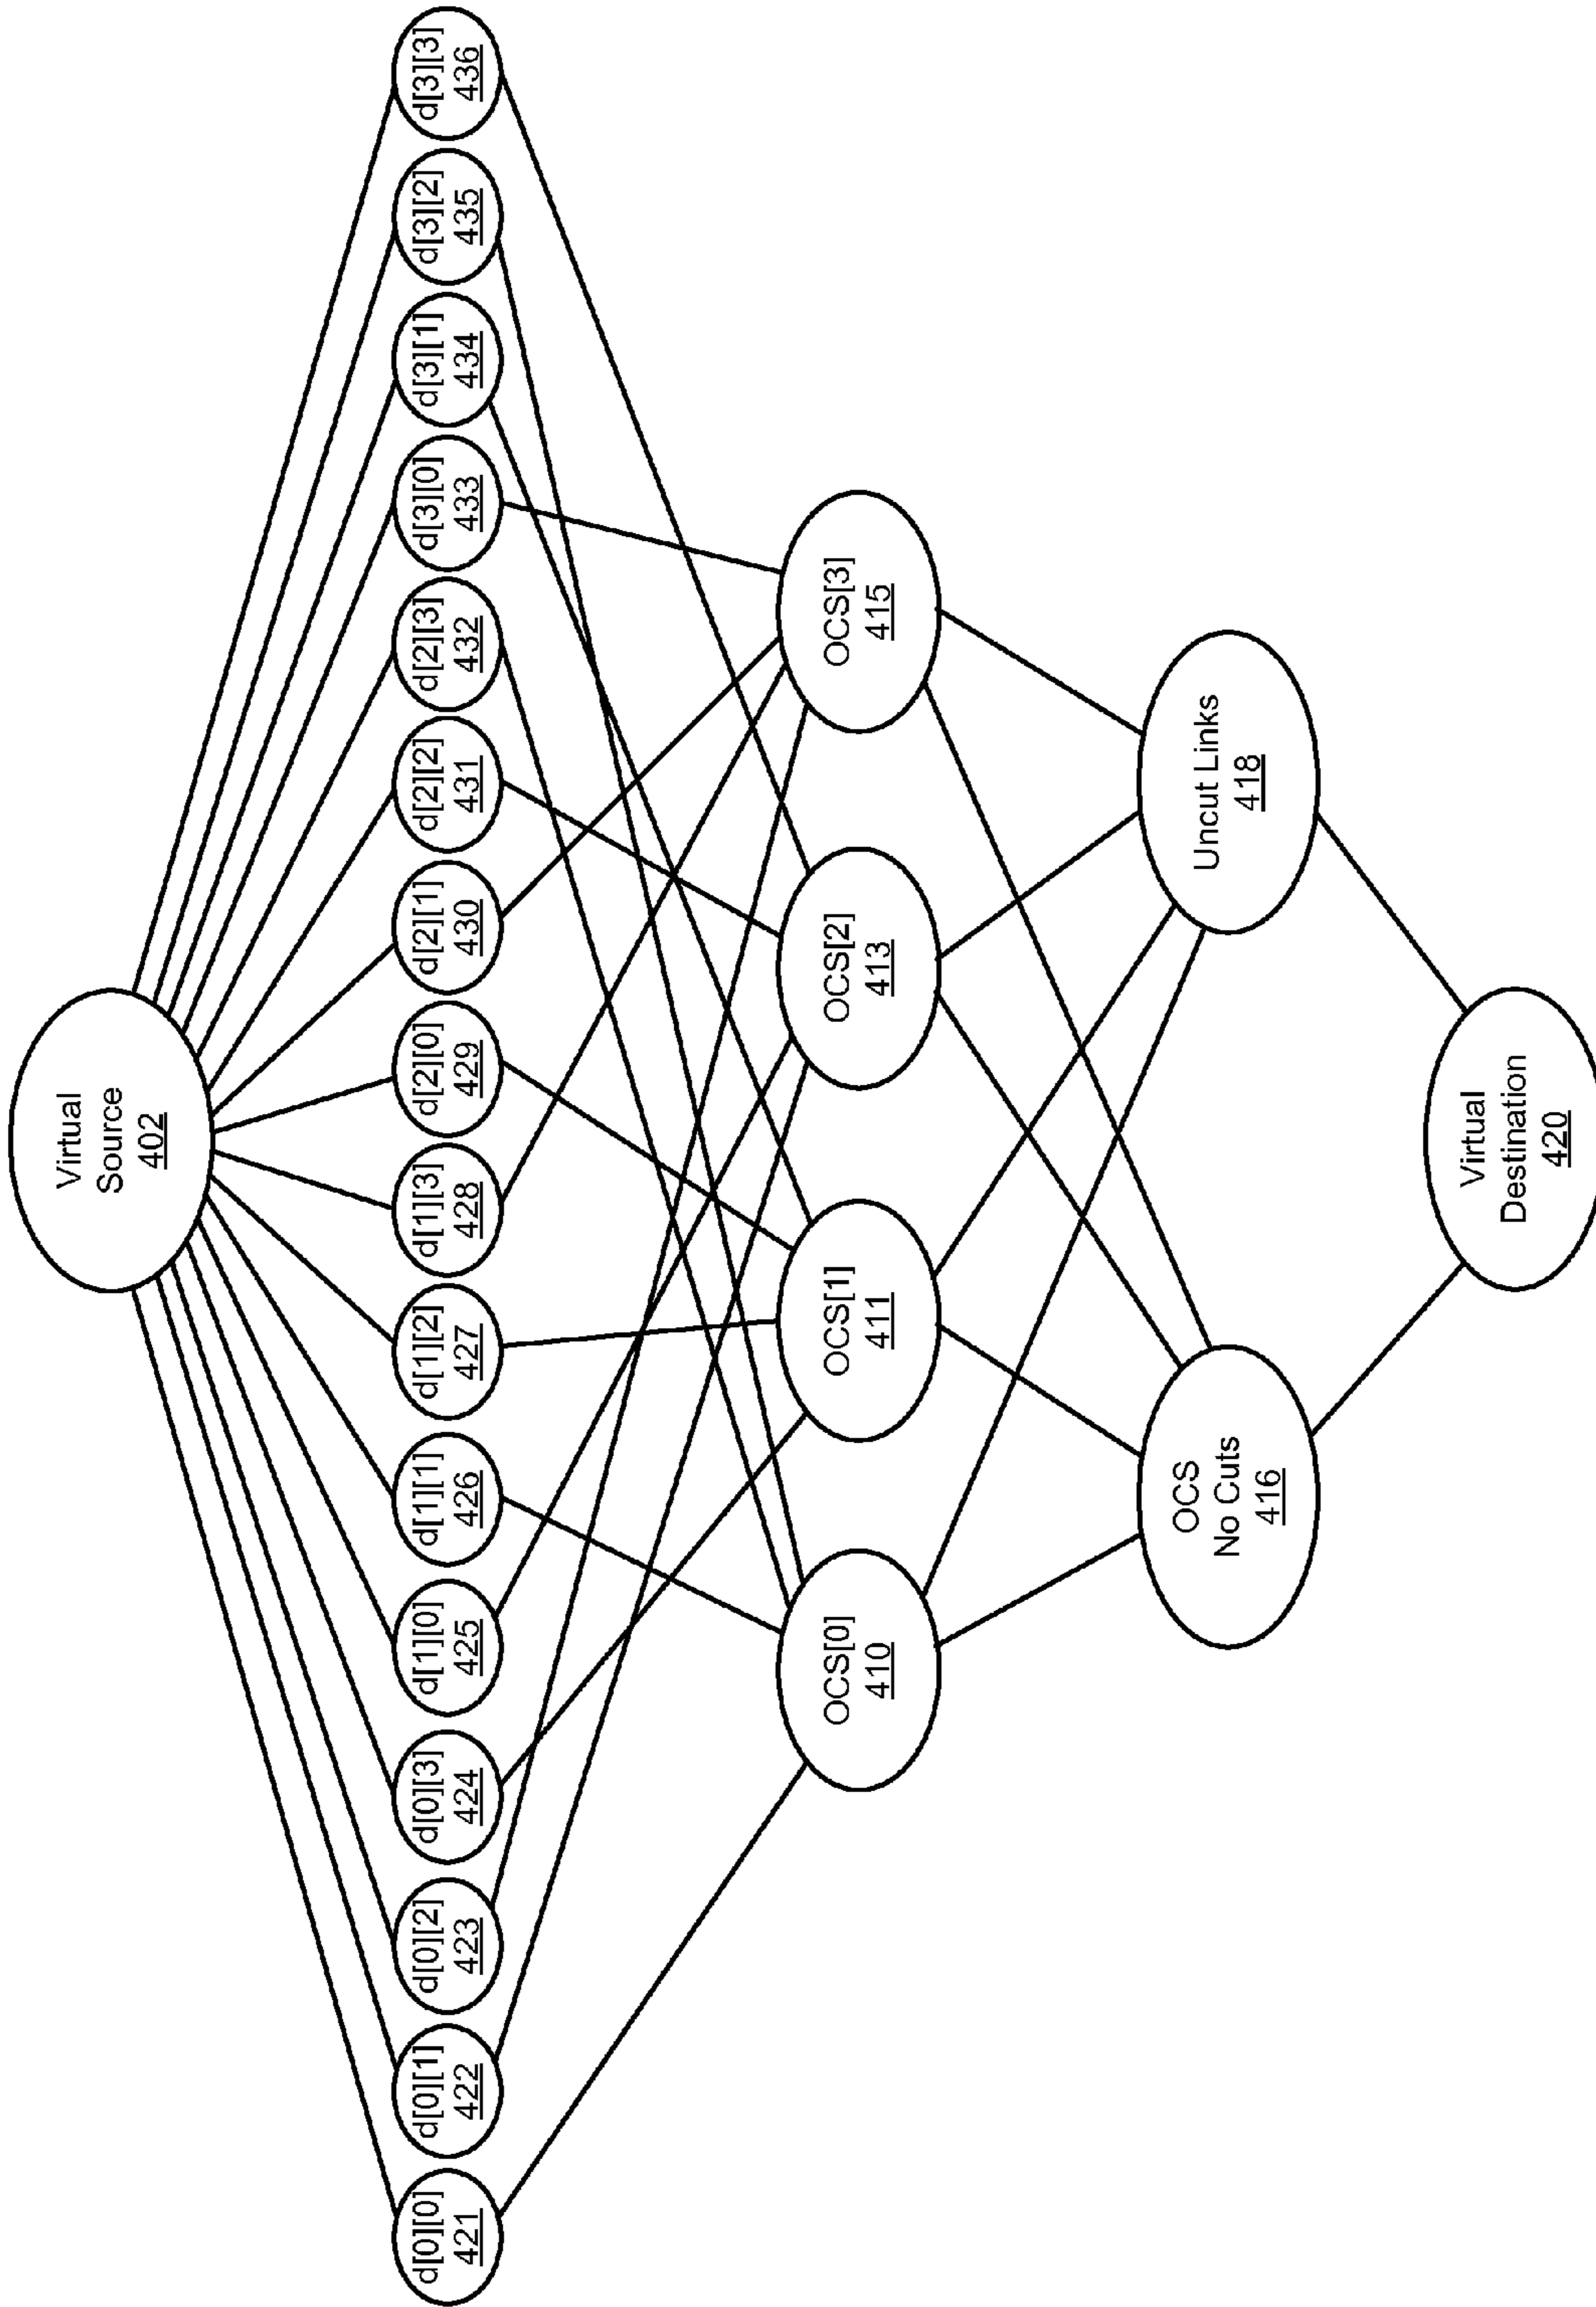 Virtual
Source
402
d[0][0]
421
d[0][1]
422
d[0][2]
423
d[0][3]
424
d[1][0]
425
d[1][1]
426
d[1][2]
427
d[1][3]
428
d[2][0]
429
d[2][1]
430
d[2][2]
431
d[2][3]
432
d[3][0]
433
d[3][1]
434
d[3][2]
435
d[3][3]
436
OCS[0]
410
OCS[1]
411
OCS[2]
413
OCS[3]
415
OCS
No Cuts
416
Uncut Links
418
Virtual
Destination
420